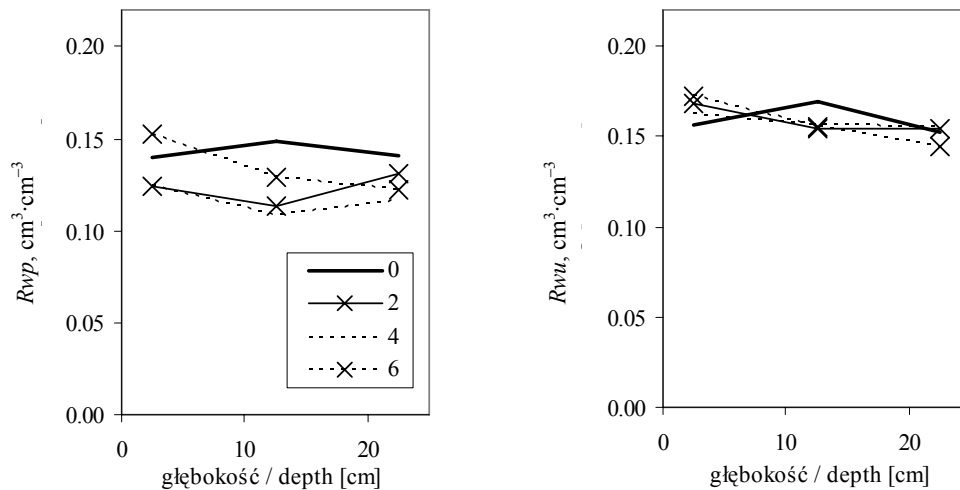 0.20
0.15
0.10
0.05
0.00
Rwp, cm³·cm⁻³
0
2
4
6
0 10 20
głębokość / depth [cm]
0.20
0.15
0.10
0.05
0.00
Rwu, cm³·cm⁻³
0 10 20
głębokość / depth [cm]